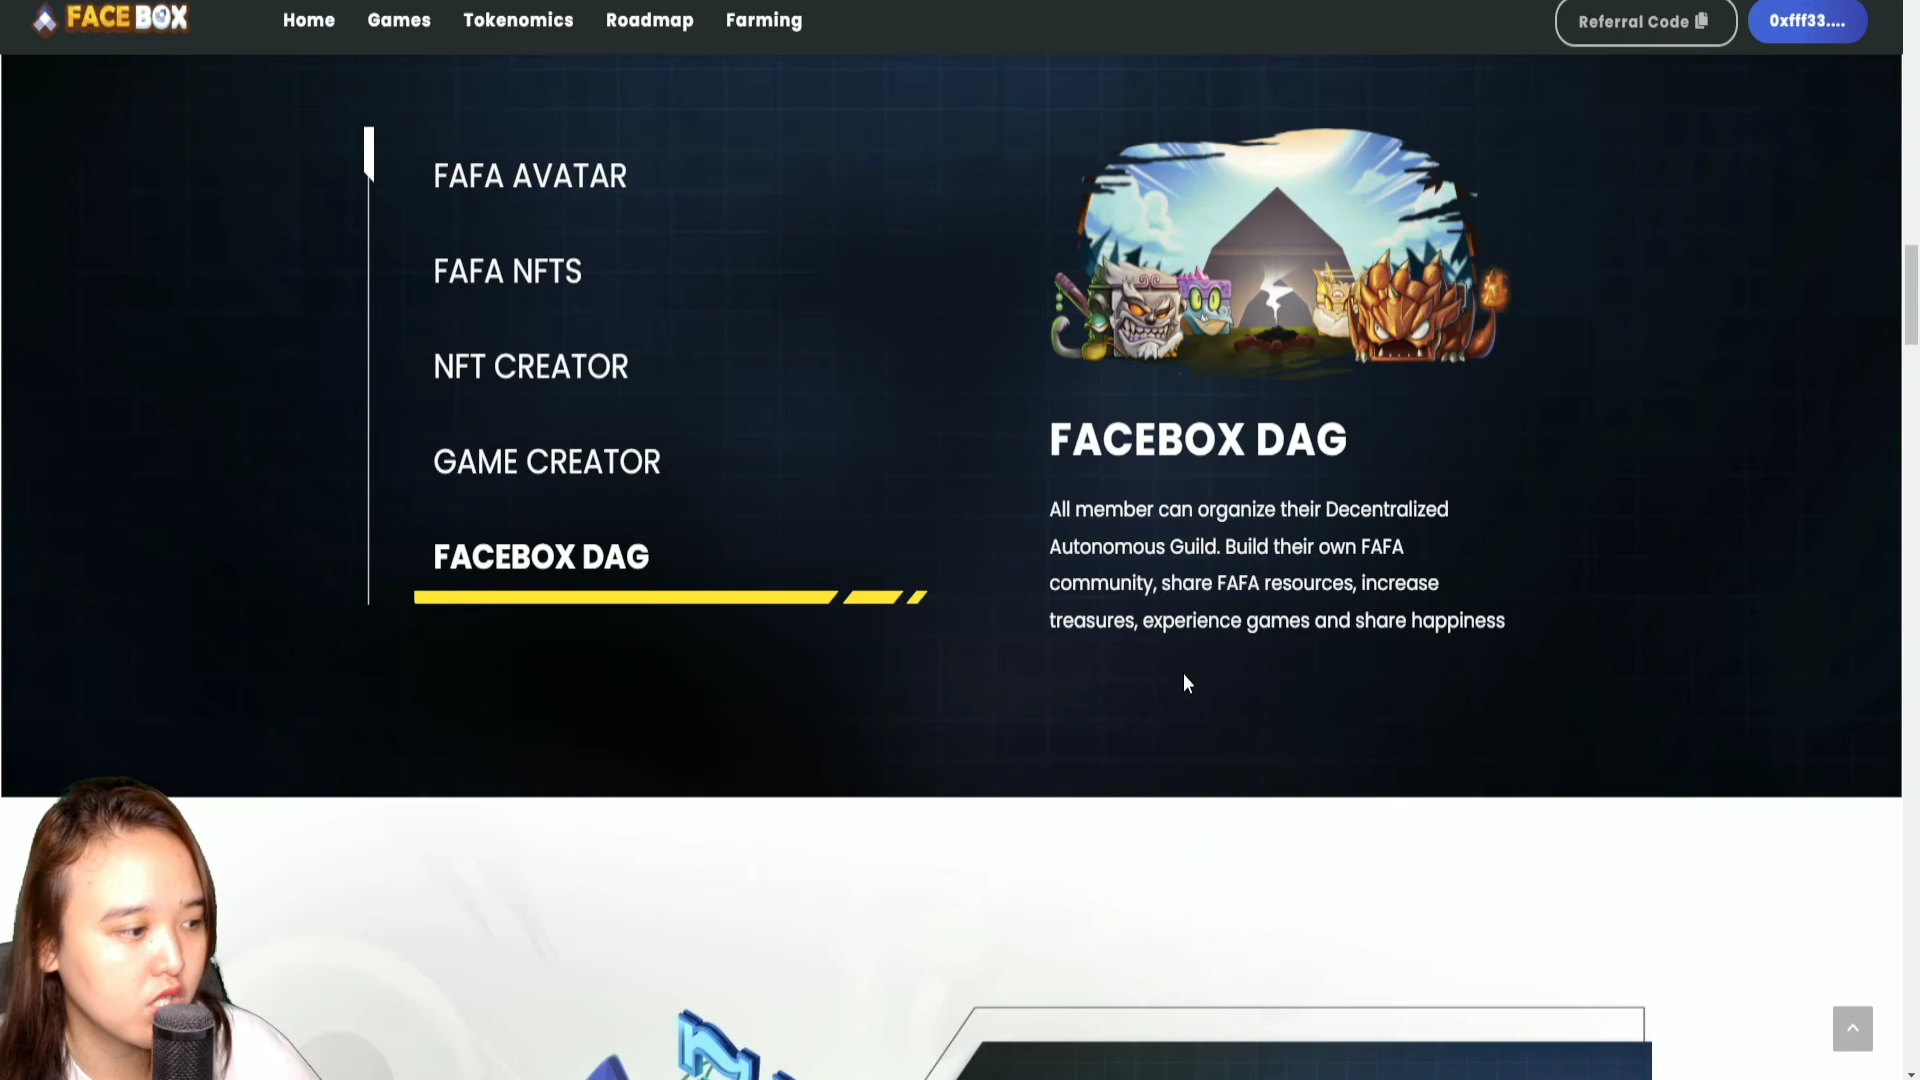 FACE BOX
Home
Games
Tokenomics
Roadmap
Farming
Referral Code
0xfff33....
FAFA AVATAR
FAFA NFTS
NFT CREATOR
GAME CREATOR
FACEBOX DAG
FACEBOX DAG
All member can organize their Decentralized
Autonomous Guild. Build their own FAFA
community, share FAFA resources, increase
treasures, experience games and share happiness